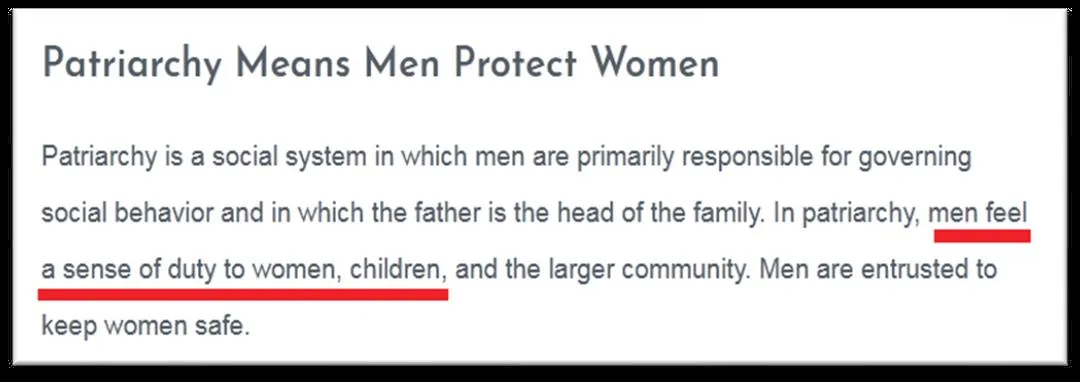 Patriarchy Means Men Protect Women
Patriarchy is a social system in which men are primarily responsible for governing
social behavior and in which the father is the head of the family. In patriarchy, men feel
a sense of duty to women, children, and the larger community. Men are entrusted to
keep women safe.